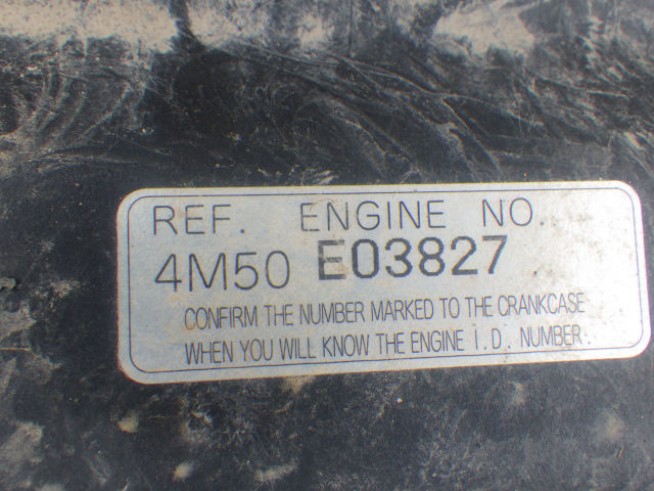 REF. ENGINE NO.
4M50 E03827
CONFIRM THE NUMBER MARKED TO THE CRANKCASE
WHEN YOU WILL KNOW THE ENGINE I.D. NUMBER.